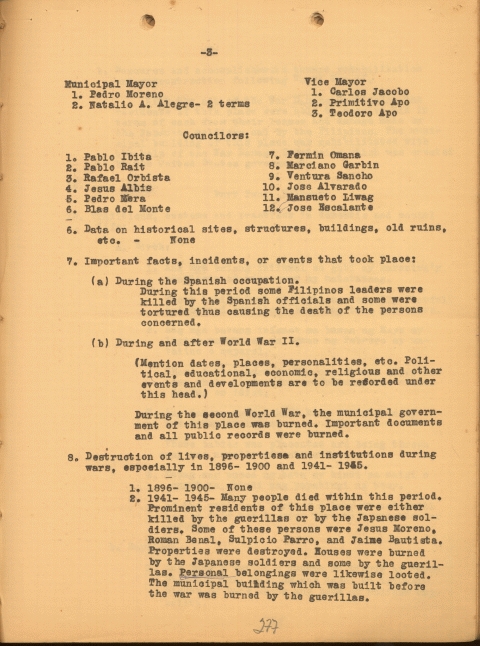 -3-
Municipal Mayor
1. Pedro Moreno
2. Natalio A. Alegre- 2 terms
Vice Mayor
1. Carlos Jacobo
2. Primitivo Apo
3. Teodoro Apo
Councilors:
1. Pablo Ibita
2. Pablo Rait
3. Rafael Orbista
4. Jesus Albis
5. Pedro Mera
6. Blas del Monte
7. Fermin Omana
8. Marciano Garbin
9. Ventura Sancho
10. Jose Alvarado
11. Mansueto Liwag
12. Jose Escalante
6. Data on historical sites, structures, buildings, old ruins,
etc. - None
7. Important facts, incidents, or events that took place:
(a) During the Spanish occupation.
During this period some Filipinos leaders were
killed by the Spanish officials and some were
tortured thus causing the death of the persons
concerned.
(b) During and after World War II.
(Mention dates, places, personalities, etc. Poli-
tical, educational, economic, religious and other
events and developments are to be recorded under
this head.)
During the second World War, the municipal govern-
ment of this place was burned. Important documents
and all public records were burned.
8. Destruction of lives, propertiesa and institutions during
wars, especially in 1896- 1900 and 1941- 1945.
1. 1896- 1900- None
2. 1941- 1945- Many people died within this period.
Prominent residents of this place were either
killed by the guerillas or by the Japanese sol-
diers. Some of these persons were Jesus Moreno,
Roman Benal, Sulpicio Parro, and Jaime Bautista.
Properties were destroyed. Houses were burned
by the Japanese soldiers and some by the gueril-
las. Personal belongings were likewise looted.
The municipal building which was built before
the war was burned by the guerillas.
277